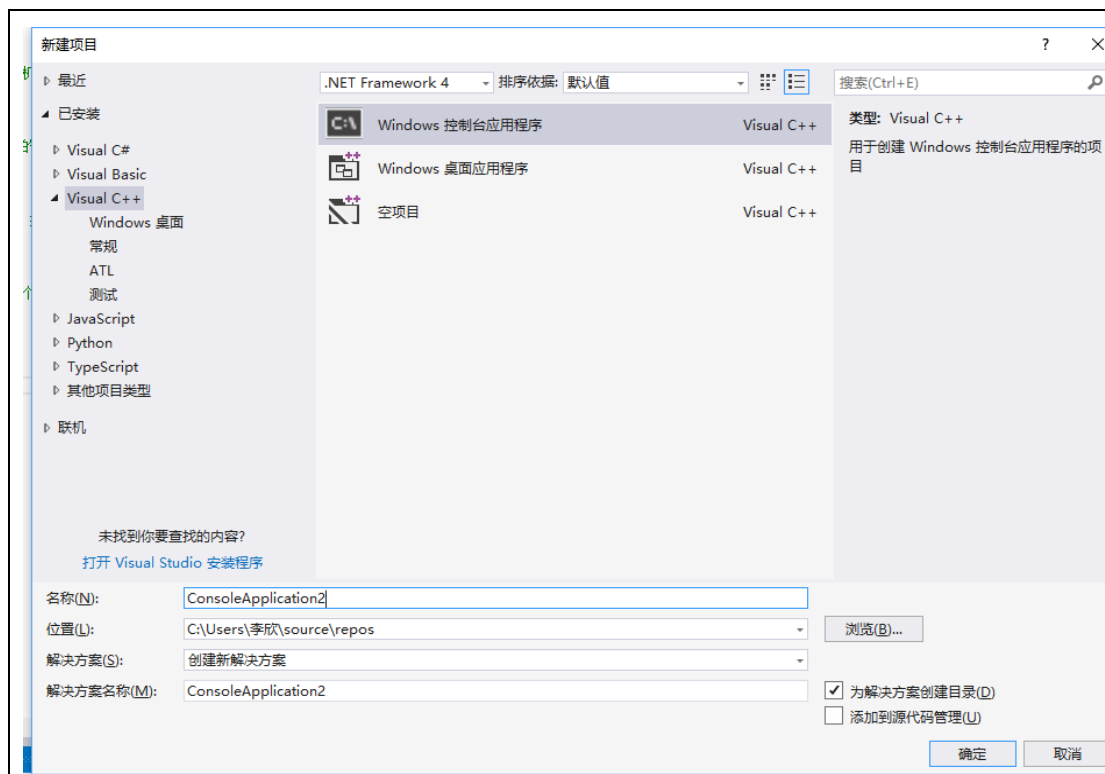 新建项目
?
最近
.NET Framework 4
排序依据:
默认值
搜索(Ctrl+E)
已安装
Visual C#
Visual Basic
Visual C++
Windows 桌面
常规
ATL
测试
JavaScript
Python
TypeScript
其他项目类型
联机
未找到你要查找的内容?
打开 Visual Studio 安装程序
C:\
Windows 控制台应用程序 Visual C++
Windows 桌面应用程序 Visual C++
空项目 Visual C++
类型: Visual C++
用于创建 Windows 控制台应用程序的项
目
名称(N): ConsoleApplication2
位置(L): C:\Users\李欣\source\repos
浏览(B)...
解决方案(S): 创建新解决方案
解决方案名称(M): ConsoleApplication2
为解决方案创建目录(D)
添加到源代码管理(U)
确定
取消